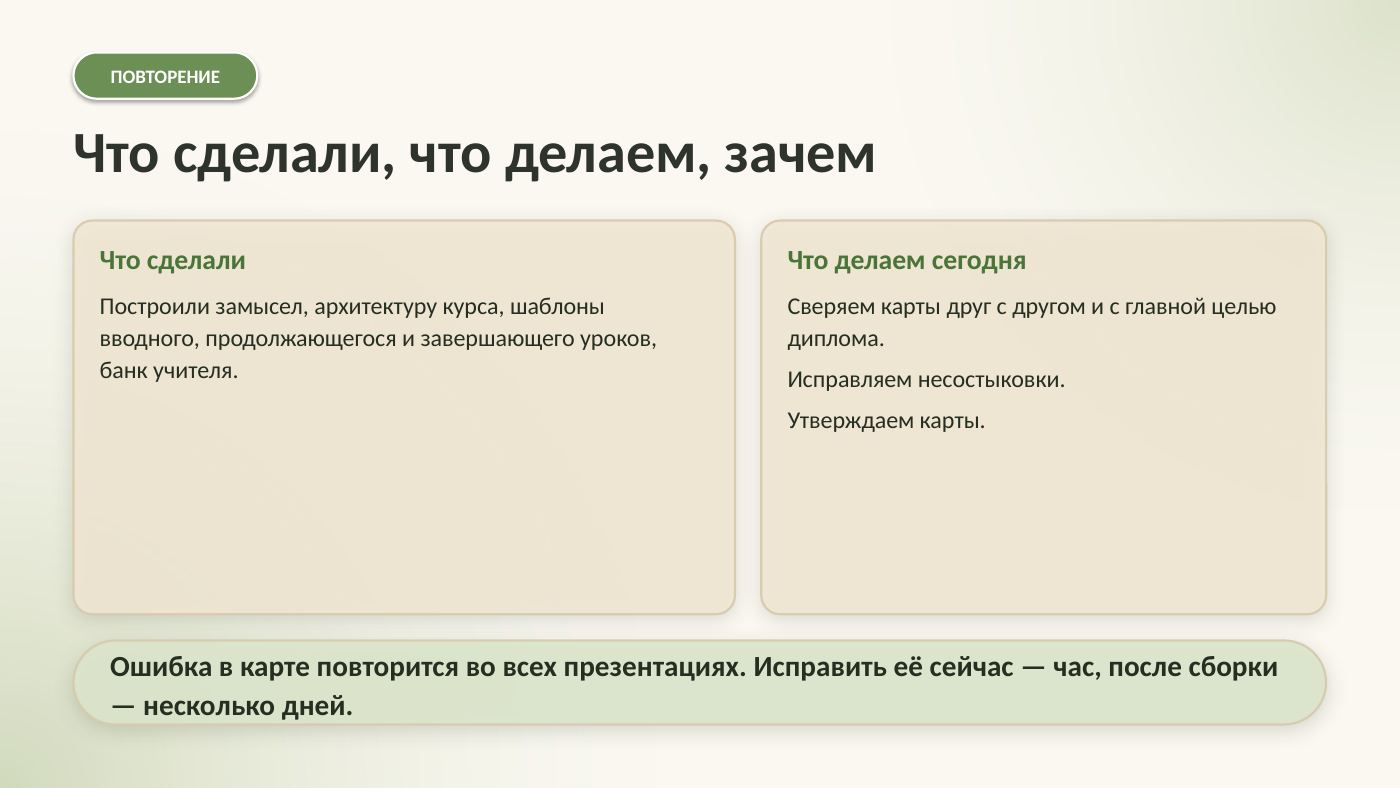 ПОВТОРЕНИЕ
Что сделали, что делаем, зачем
Что сделали
Построили замысел, архитектуру курса, шаблоны
вводного, продолжающегося и завершающего уроков,
банк учителя.
Что делаем сегодня
Сверяем карты друг с другом и с главной целью
диплома.
Исправляем несостыковки.
Утверждаем карты.
Ошибка в карте повторится во всех презентациях. Исправить её сейчас — час, после сборки
— несколько дней.